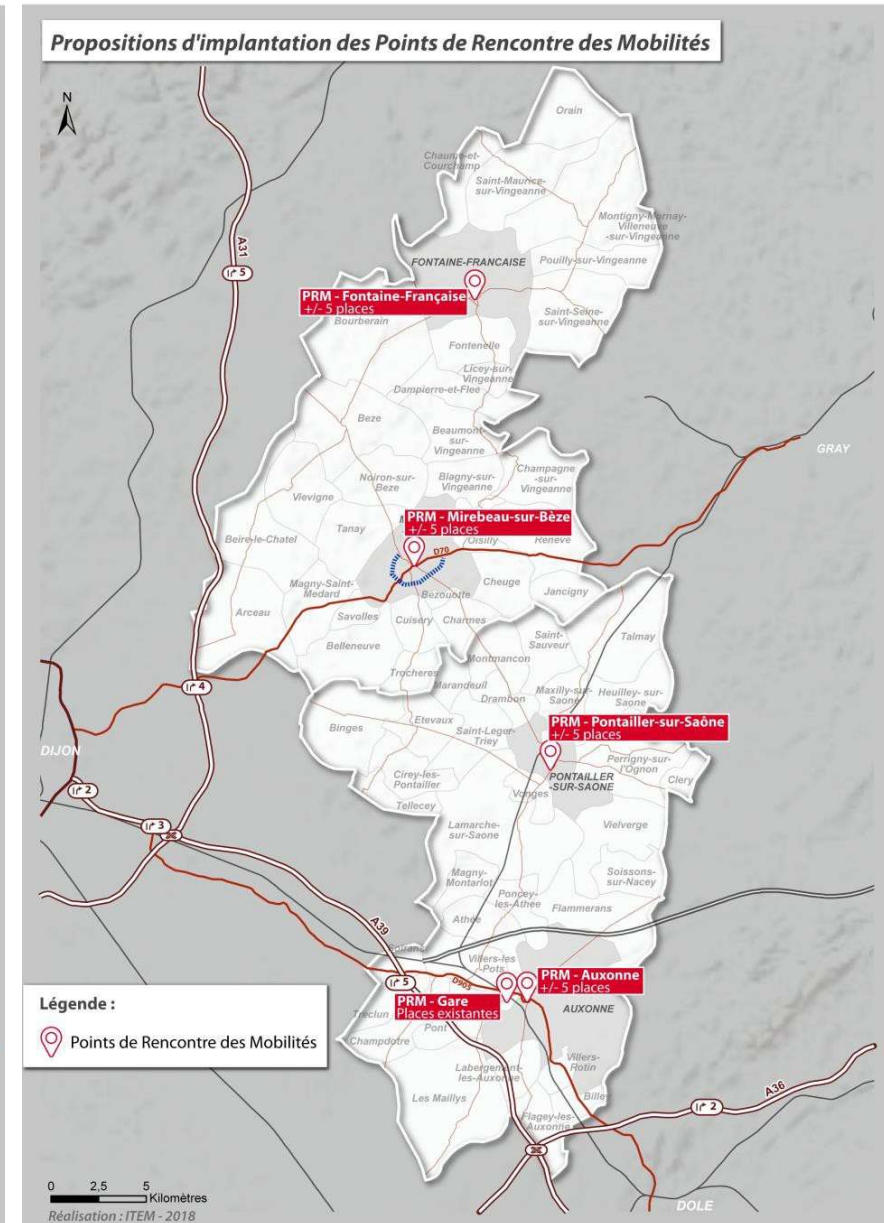 Propositions d'implantation des Points de Rencontre des Mobilités
N
Orain
Chaume-et-
Courchamp
Saint-Maurice-
sur-Vingeanne
Montigny-Mornay-
Villeneuve
-sur-Vingeanne
A31
5
FONTAINE-FRANCAISE
Pouilly-sur-Vingeanne
PRM - Fontaine-Française
+/- 5 places
Bourberain
Saint-Seine-
sur-Vingeanne
Fontenelle
Licey-sur-
Vingeanne
Dampierre-et-Flee
Beze
Beaumont-
sur-
Vingeanne
GRAY
Noiron-sur-
Beze
Blagny-sur-
Vingeanne
Champagne
-sur-
Vingeanne
Vievigne
PRM - Mirebeau-sur-Bèze
+/- 5 places
Tanay
Oisilly
Renève
Beire-le-Chatel
D70
Magny-Saint-
Medard
Bezouotte
Cheuge
Jancigny
Arceau
Savolles
Cuiséry
Charmes
Belleneuve
Saint-
Sauveur
Talmay
Trocheres
Montmancon
4
Marandeuil
Drambon
Maxilly-sur-
Saone
Heuilley- sur-
Saone
Binges
Etevaux
Saint-Leger-
Triey
PRM - Pontailler-sur-Saône
+/- 5 places
DIJON
Cirey-les-
Pontailler
Perrigny-sur-
l'Ognon
Clery
PONTAILLER
-SUR-SAONE
2
Tellecey
Vonges
3
Lamarche-
sur-Saone
Vielverge
Magny-
Montarlot
Soissons-
sur-Nacey
Poncey-
les-Athée
Flammerans
Athée
A39
Villers-les
Pots
5
D905
PRM - Auxonne
+/- 5 places
PRM - Gare
Places existantes
AUXONNE
Légende :
Points de Rencontre des Mobilités
Treclun
Pont
Champdotre
Villers-
Rotin
Labergement-
les-Auxonne
Les Maillys
Billey
A36
2
Flagey-les-
Auxonne
0 2,5 5
Kilomètres
DOLE
Réalisation : ITEM - 2018